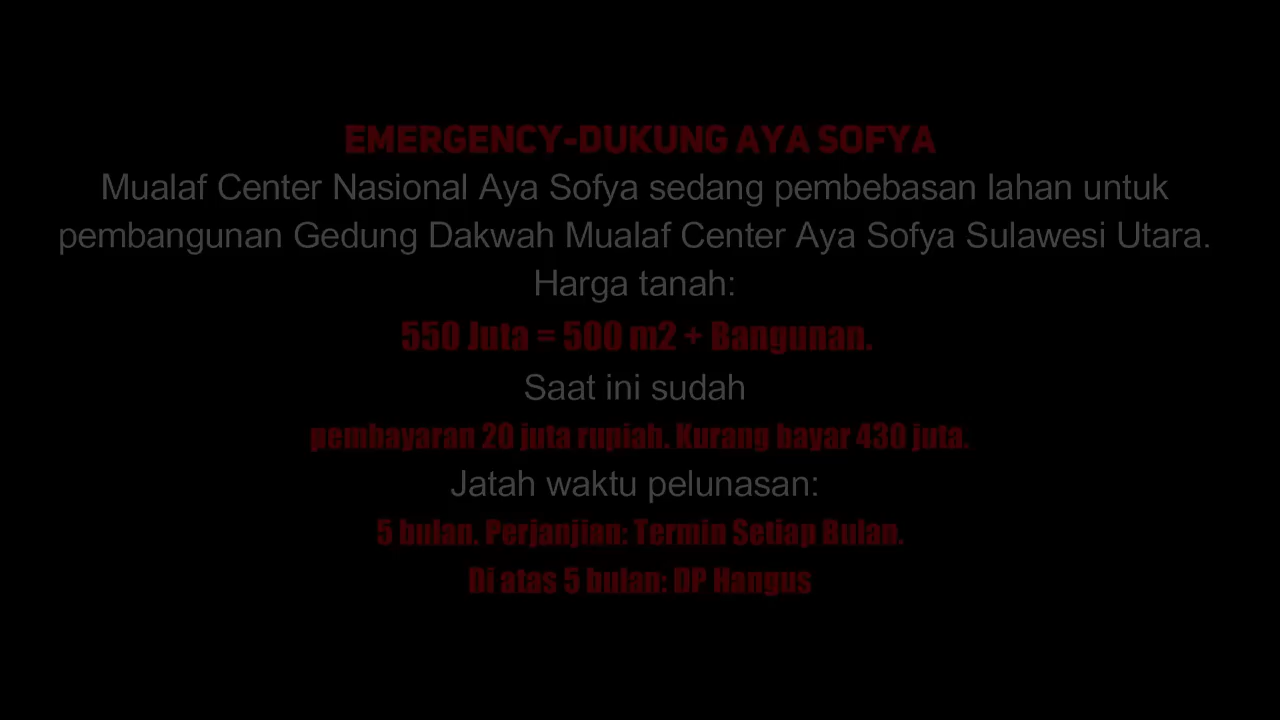 EMERGENCY-DUKUNG AYA SOFYA
Mualaf Center Nasional Aya Sofya sedang pembebasan lahan untuk
pembangunan Gedung Dakwah Mualaf Center Aya Sofya Sulawesi Utara.
Harga tanah:
550 Juta = 500 m2 + Bangunan.
Saat ini sudah
pembayaran 20 juta rupiah. Kurang bayar 430 juta.
Jatah waktu pelunasan:
5 bulan. Perjanjian: Termin Setiap Bulan.
Di atas 5 bulan: DP Hangus